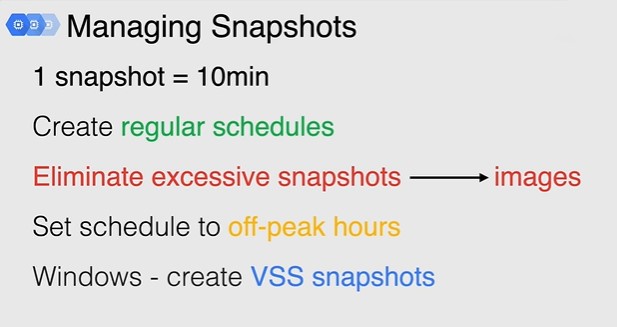 Managing Snapshots
1 snapshot = 10min
Create regular schedules
Eliminate excessive snapshots → images
Set schedule to off-peak hours
Windows - create VSS snapshots